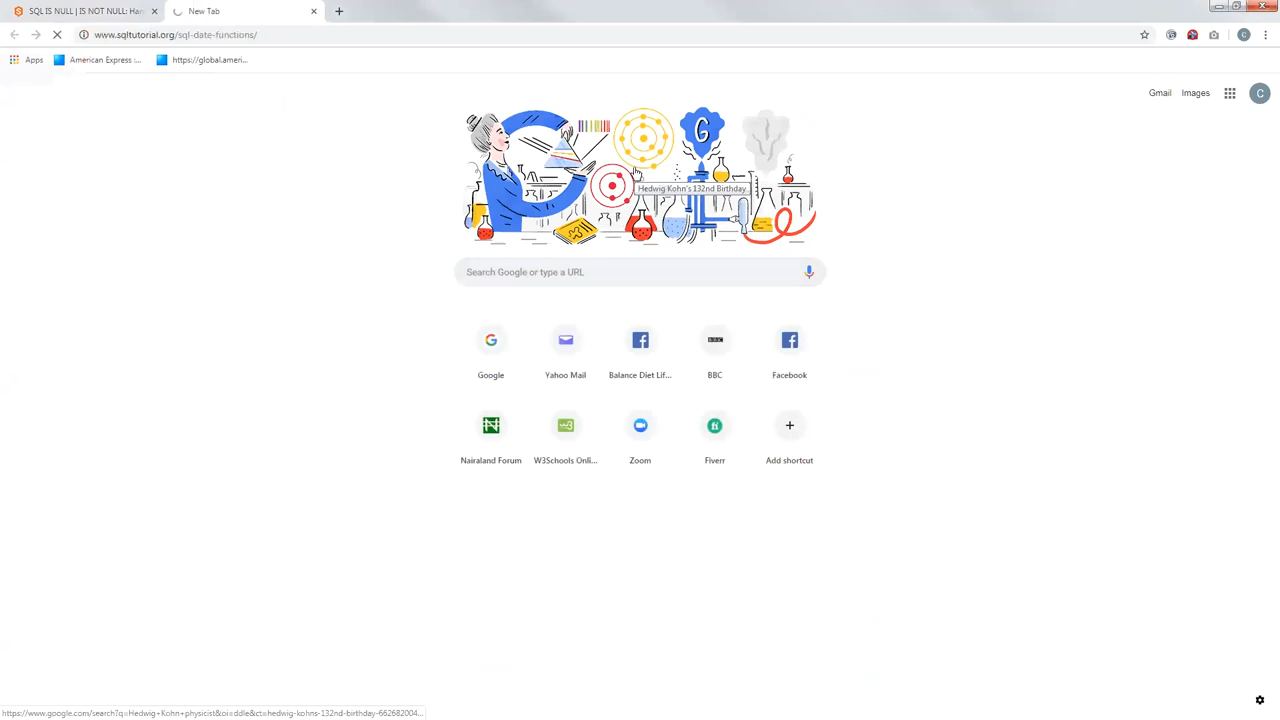 SQL IS NULL | IS NOT NULL: Han
New Tab
www.sqltutorial.org/sql-date-functions/
C
Apps
American Express :...
https://global.ameri...
Gmail
Images
C
G
Hedwig Kohn's 132nd Birthday
Search Google or type a URL
G
BBC
Google
Yahoo Mail
Balance Diet Lif...
BBC
Facebook
N
w3
fi
Nairaland Forum
W3Schools Onli...
Zoom
Fiverr
Add shortcut
https://www.google.com/search?q=Hedwig+Kohn+physicist&oi=ddle&ct=hedwig-kohns-132nd-birthday-662682004...